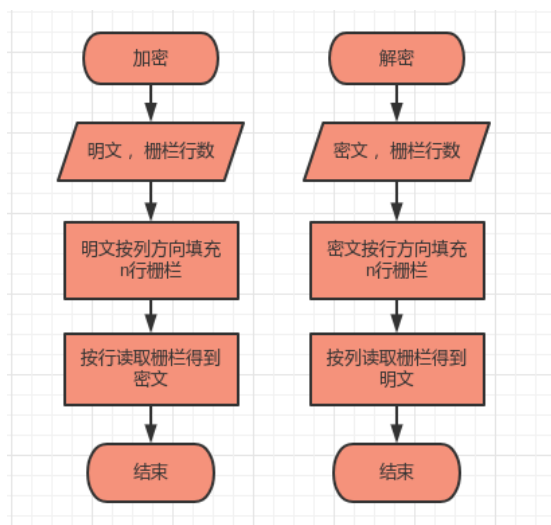 加密
明文 ，栅栏行数
明文按列方向填充
n行栅栏
按行读取栅栏得到
密文
结束
解密
密文 ，栅栏行数
密文按行方向填充
n行栅栏
按列读取栅栏得到
明文
结束